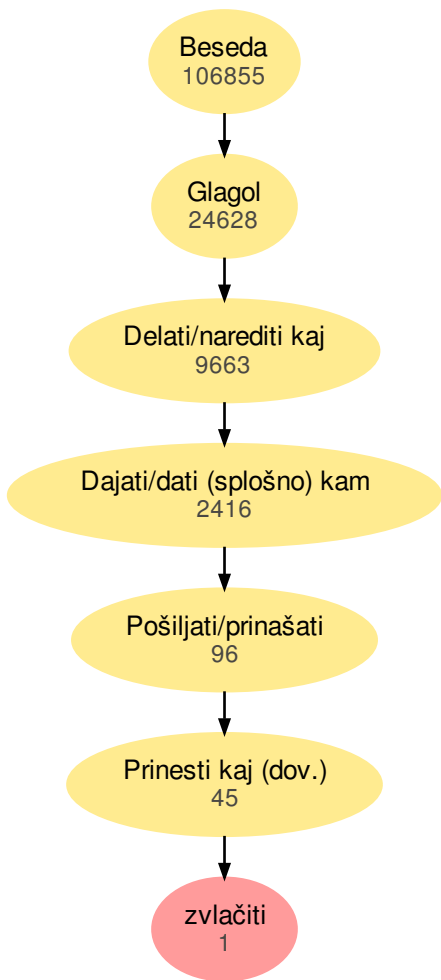 Beseda
106855
Glagol
24628
Delati/narediti kaj
9663
Dajati/dati (splošno) kam
2416
Pošiljati/prinašati
96
Prinesti kaj (dov.)
45
zvlačiti
1